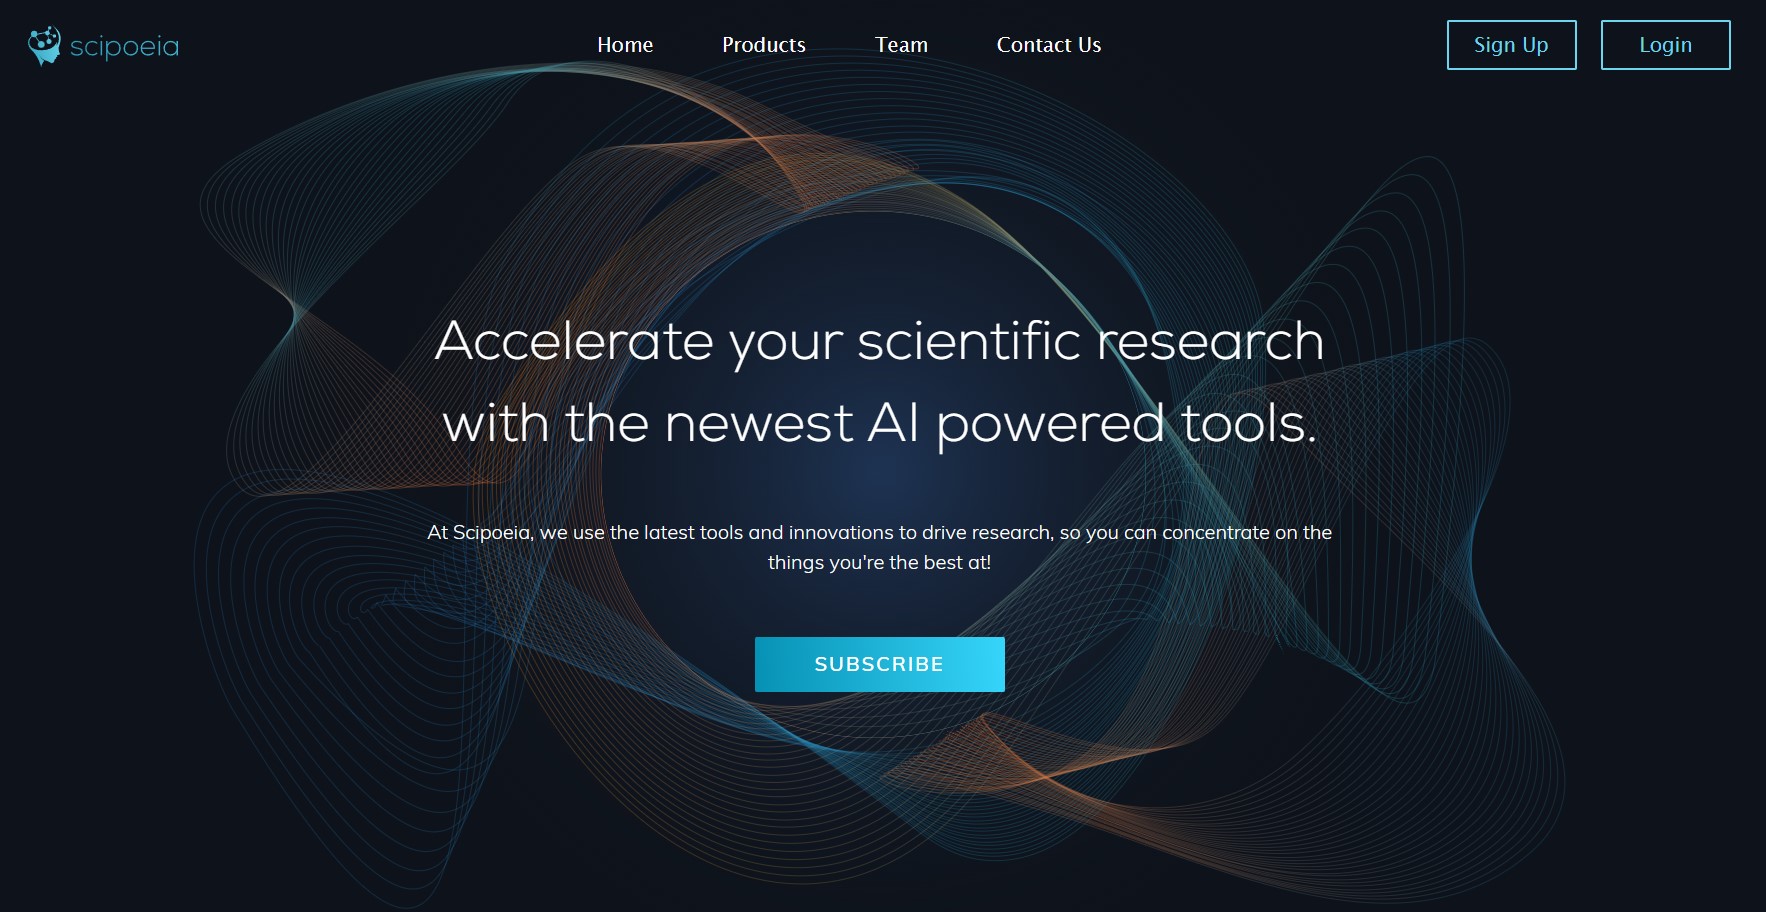 scipoeia
Home
Products
Team
Contact Us
Sign Up
Login
Accelerate your scientific research
with the newest AI powered tools.
At Scipoeia, we use the latest tools and innovations to drive research, so you can concentrate on the
things you're the best at!
SUBSCRIBE